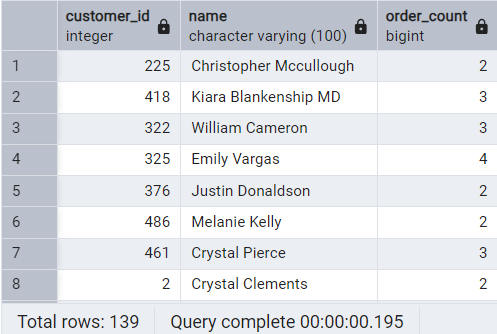 customer_id name order_count
integer character varying (100) bigint
1 225 Christopher Mccullough 2
2 418 Kiara Blankenship MD 3
3 322 William Cameron 3
4 325 Emily Vargas 4
5 376 Justin Donaldson 2
6 486 Melanie Kelly 2
7 461 Crystal Pierce 3
8 2 Crystal Clements 2
Total rows: 139 Query complete 00:00:00.195